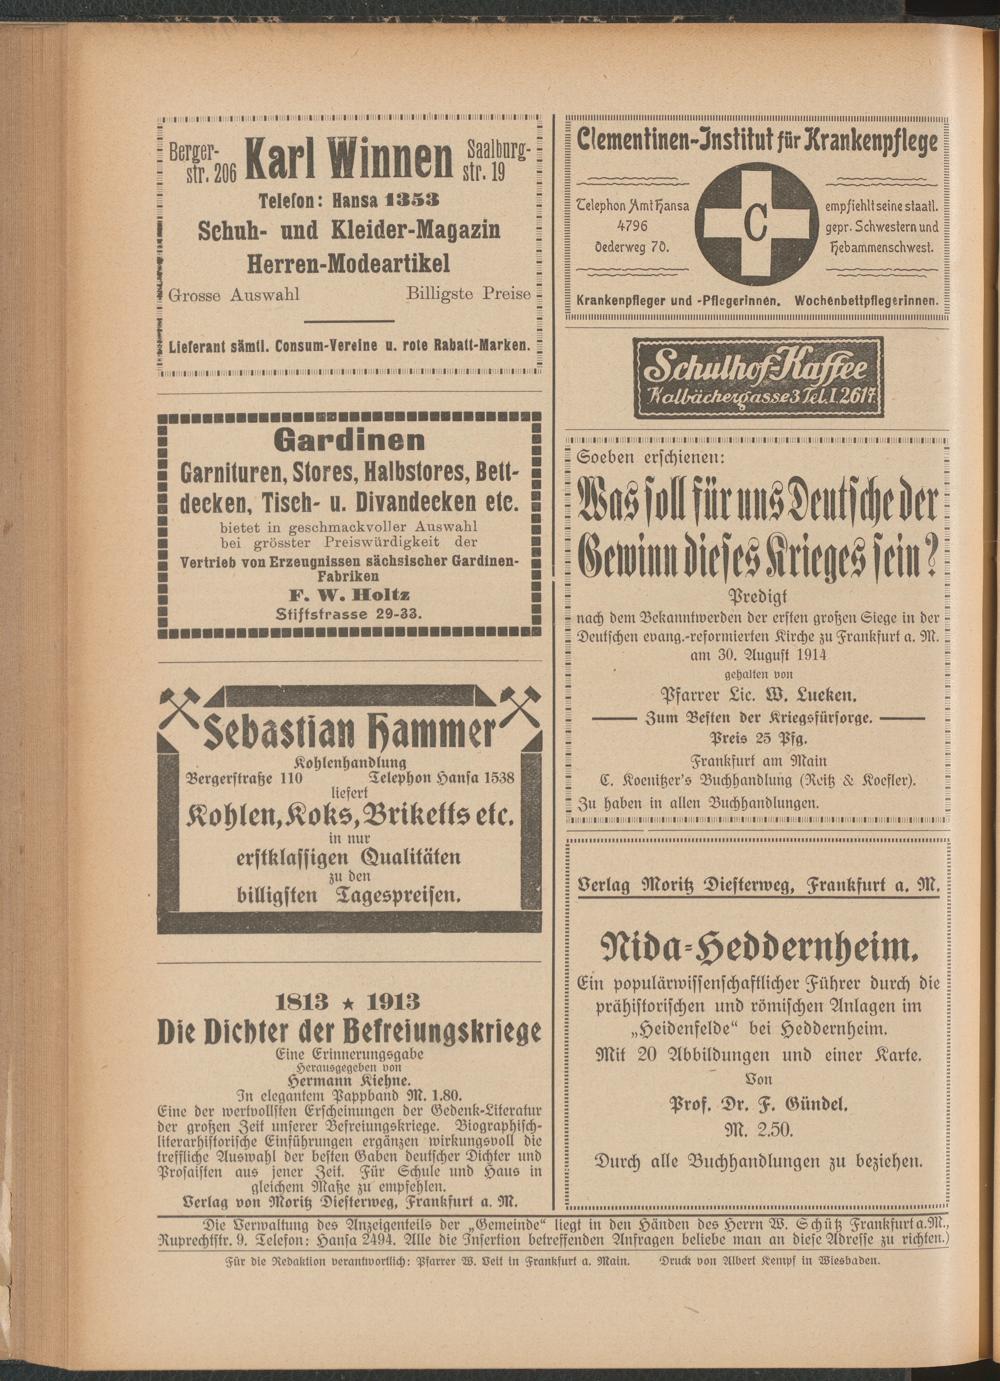 Berger-
str. 206
Karl Winnen
Saalburg-
str. 19
Telefon: Hansa 1353
Schuh- und Kleider-Magazin
Herren-Modeartikel
Grosse Auswahl Billigste Preise
Lieferant sämtl. Consum-Vereine u. rote Rabatt-Marken.
Gardinen
Garnituren, Stores, Halbstores, Bett-
decken, Tisch- u. Divandecken etc.
bietet in geschmackvoller Auswahl
bei grösster Preiswürdigkeit der
Vertrieb von Erzeugnissen sächsischer Gardinen-
Fabriken
F. W. Holtz
Stiftstrasse 29-33.
Sebastian Hammer
Kohlenhandlung
Bergerstraße 110 Telephon Hansa 1538
liefert
Kohlen, Koks, Briketts etc.
in nur
erstklassigen Qualitäten
zu den
billigsten Tagespreisen.
1813 ★ 1913
Die Dichter der Befreiungskriege
Eine Erinnerungsgabe
Herausgegeben von
Hermann Kiehne.
In elegantem Pappband M. 1.80.
Eine der wertvollsten Erscheinungen der Gedenk-Literatur
der großen Zeit unserer Befreiungskriege. Biographisch-
literarhistorische Einführungen ergänzen wirkungsvoll die
treffliche Auswahl der besten Gaben deutscher Dichter und
Prosaisten aus jener Zeit. Für Schule und Haus in
gleichem Maße zu empfehlen.
Verlag von Moritz Diesterweg, Frankfurt a. M.
Clementinen-Institut für Krankenpflege
Telephon Amt Hansa
4796
Oederweg 70.
C
empfiehlt seine staatl.
gepr. Schwestern und
Hebammenschwest.
Krankenpfleger und -Pflegerinnen. Wochenbettpflegerinnen.
Schulhof-Kaffee
Kalbächergasse 3 Tel. I. 2617.
Soeben erschienen:
Was soll für uns Deutsche der
Gewinn dieses Krieges sein?
Predigt
nach dem Bekanntwerden der ersten großen Siege in der
Deutschen evang.-reformierten Kirche zu Frankfurt a. M.
am 30. August 1914
gehalten von
Pfarrer Lic. W. Lueken.
Zum Besten der Kriegsfürsorge.
Preis 25 Pfg.
Frankfurt am Main
C. Koenitzer's Buchhandlung (Reitz & Koehler).
Zu haben in allen Buchhandlungen.
Verlag Moritz Diesterweg, Frankfurt a. M.
Nida-Heddernheim.
Ein populärwissenschaftlicher Führer durch die
prähistorischen und römischen Anlagen im
„Heidenfelde“ bei Heddernheim.
Mit 20 Abbildungen und einer Karte.
Von
Prof. Dr. F. Gündel.
M. 2.50.
Durch alle Buchhandlungen zu beziehen.
Die Verwaltung des Anzeigenteils der „Gemeinde“ liegt in den Händen des Herrn W. Schütz Frankfurt a. M.,
Ruprechtstr. 9. Telefon: Hansa 2494. Alle die Insertion betreffenden Anfragen beliebe man an diese Adresse zu richten.)
Für die Redaktion verantwortlich: Pfarrer W. Veit in Frankfurt a. Main. Druck von Albert Kempf in Wiesbaden.